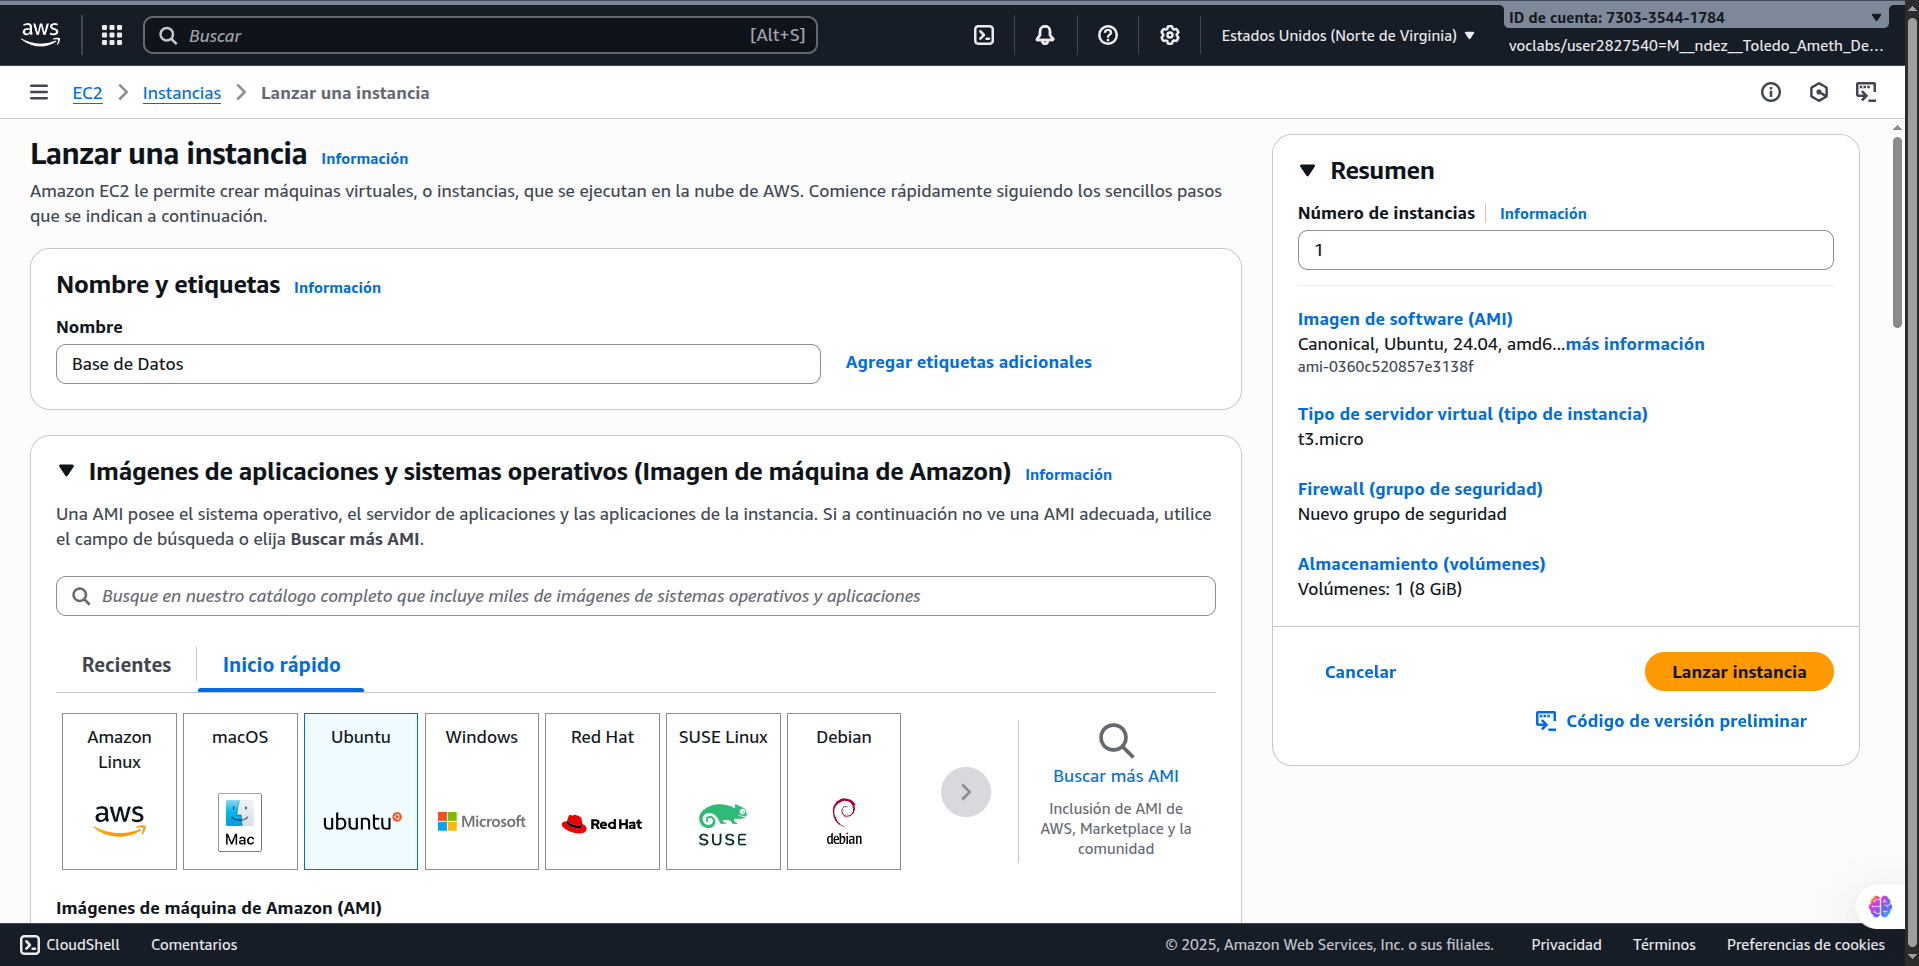 aws
Buscar
[Alt+S]
Estados Unidos (Norte de Virginia)
ID de cuenta: 7303-3544-1784
voclabs/user2827540=M__ndez__Toledo_Ameth_De...
EC2
Instancias
Lanzar una instancia
Lanzar una instancia
Información
Amazon EC2 le permite crear máquinas virtuales, o instancias, que se ejecutan en la nube de AWS. Comience rápidamente siguiendo los sencillos pasos
que se indican a continuación.
Nombre y etiquetas
Información
Nombre
Base de Datos
Agregar etiquetas adicionales
Imágenes de aplicaciones y sistemas operativos (Imagen de máquina de Amazon)
Información
Una AMI posee el sistema operativo, el servidor de aplicaciones y las aplicaciones de la instancia. Si a continuación no ve una AMI adecuada, utilice
el campo de búsqueda o elija Buscar más AMI.
Busque en nuestro catálogo completo que incluye miles de imágenes de sistemas operativos y aplicaciones
Recientes
Inicio rápido
Amazon
Linux
aws
macOS
Mac
Ubuntu
ubuntu
Windows
Microsoft
Red Hat
RedHat
SUSE Linux
SUSE
Debian
debian
Buscar más AMI
Inclusión de AMI de
AWS, Marketplace y la
comunidad
Imágenes de máquina de Amazon (AMI)
Resumen
Número de instancias
Información
1
Imagen de software (AMI)
Canonical, Ubuntu, 24.04, amd6...más información
ami-0360c520857e3138f
Tipo de servidor virtual (tipo de instancia)
t3.micro
Firewall (grupo de seguridad)
Nuevo grupo de seguridad
Almacenamiento (volúmenes)
Volúmenes: 1 (8 GiB)
Cancelar
Lanzar instancia
Código de versión preliminar
CloudShell
Comentarios
© 2025, Amazon Web Services, Inc. o sus filiales.
Privacidad
Términos
Preferencias de cookies